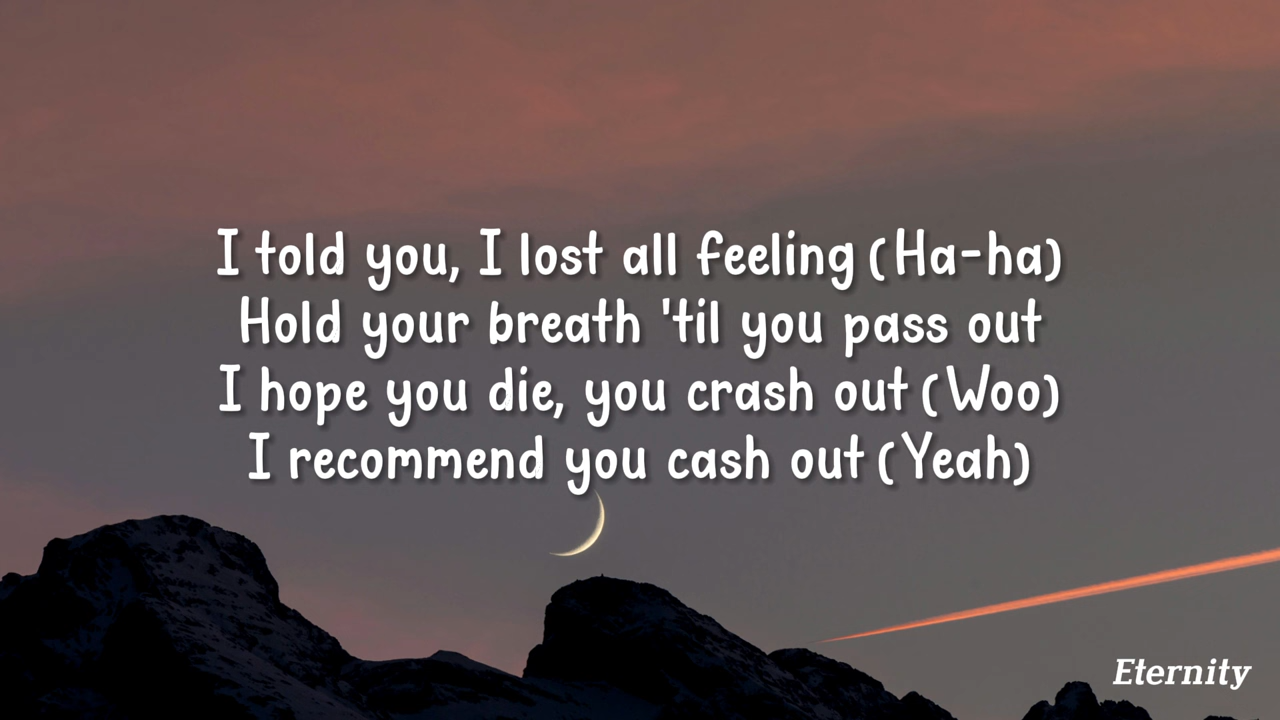 I told you, I lost all feeling (Ha-ha)
Hold your breath 'til you pass out
I hope you die, you crash out (Woo)
I recommend you cash out (Yeah)
Eternity